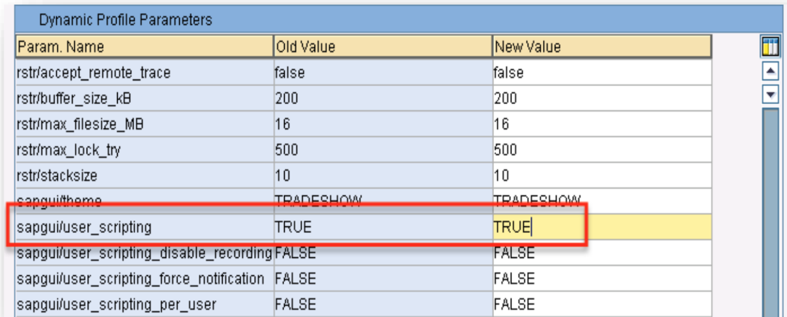 Dynamic Profile Parameters
Param. Name Old Value New Value
rstr/accept_remote_trace false false
rstr/buffer_size_kB 200 200
rstr/max_filesize_MB 16 16
rstr/max_lock_try 500 500
rstr/stacksize 10 10
sapgui/theme TRADESHOW TRADESHOW
sapgui/user_scripting TRUE TRUE
sapgui/user_scripting_disable_recording FALSE FALSE
sapgui/user_scripting_force_notification FALSE FALSE
sapgui/user_scripting_per_user FALSE FALSE